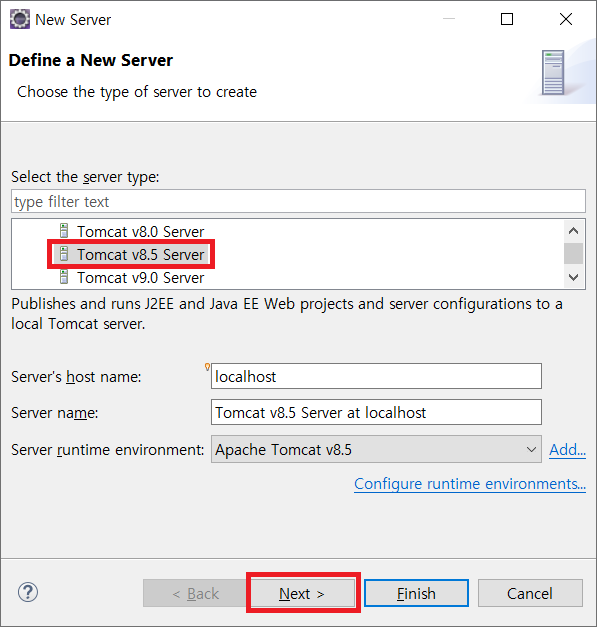 New Server
Define a New Server
Choose the type of server to create
Select the server type:
type filter text
Tomcat v8.0 Server
Tomcat v8.5 Server
Tomcat v9.0 Server
Publishes and runs J2EE and Java EE Web projects and server configurations to a
local Tomcat server.
Server's host name: localhost
Server name: Tomcat v8.5 Server at localhost
Server runtime environment: Apache Tomcat v8.5 Add...
Configure runtime environments...
? < Back Next > Finish Cancel